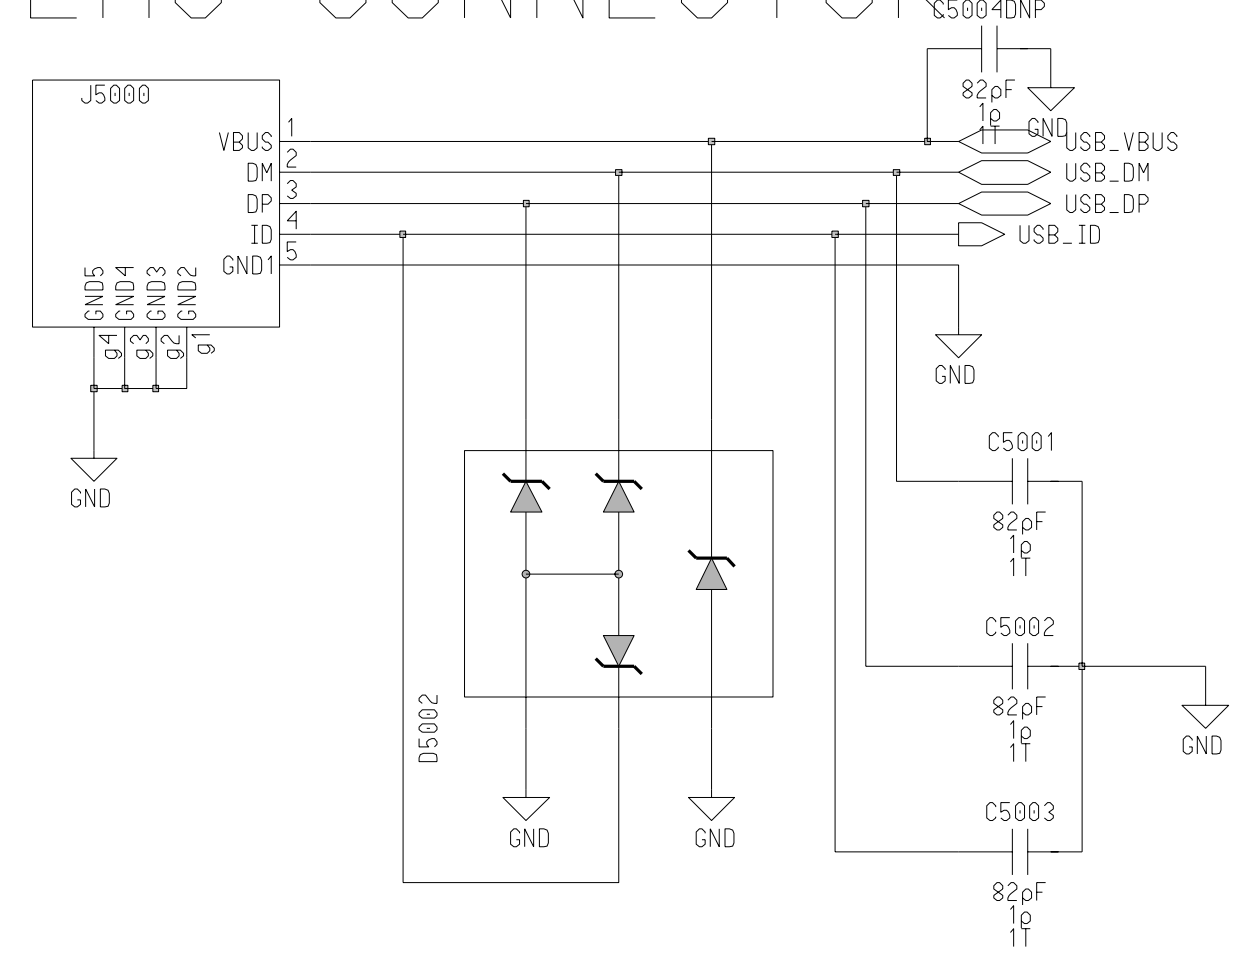 EMU CONNECTOR
C5004DNP
J5000
82pF
1p
1T
GND
1
VBUS
USB_VBUS
2
DM
USB_DM
3
DP
USB_DP
4
ID
USB_ID
5
GND1
GND5
GND4
GND3
GND2
g4
g3
g2
g1
GND
GND
C5001
82pF
1p
1T
C5002
82pF
1p
1T
D5002
GND
GND
GND
C5003
82pF
1p
1T